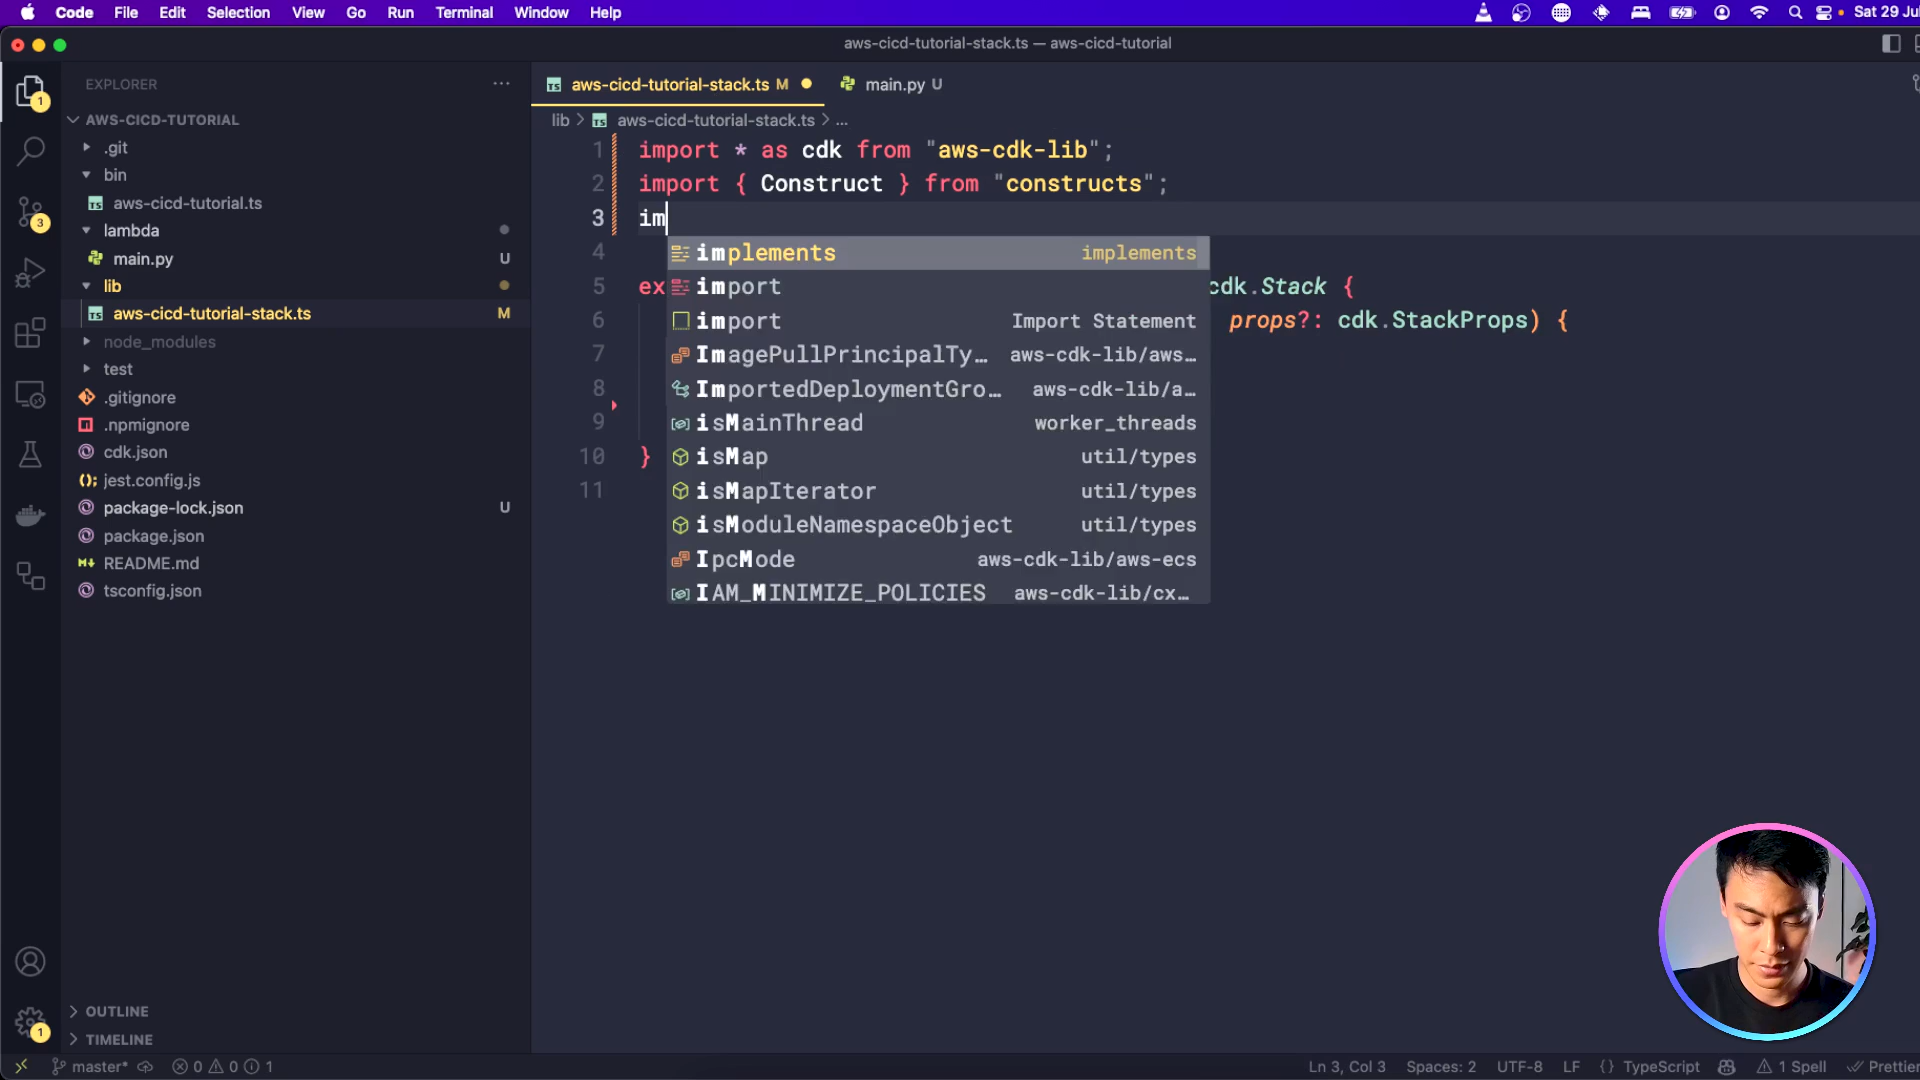 Code File Edit Selection View Go Run Terminal Window Help
Sat 29 Jul
aws-cicd-tutorial-stack.ts — aws-cicd-tutorial
EXPLORER
AWS-CICD-TUTORIAL
.git
bin
TS aws-cicd-tutorial.ts
lambda
main.py U
lib
TS aws-cicd-tutorial-stack.ts M
node_modules
test
.gitignore
.npmignore
cdk.json
jest.config.js
package-lock.json U
package.json
README.md
tsconfig.json
OUTLINE
TIMELINE
1
3
1
TS aws-cicd-tutorial-stack.ts M
main.py U
lib > TS aws-cicd-tutorial-stack.ts > ...
1 import * as cdk from "aws-cdk-lib";
2 import { Construct } from "constructs";
3 im
4
5 ex cdk.Stack {
6 props?: cdk.StackProps) {
7
8
9
10 }
11
implements implements
import
import Import Statement
ImagePullPrincipalTy… aws-cdk-lib/aws…
ImportedDeploymentGro… aws-cdk-lib/a…
isMainThread worker_threads
isMap util/types
isMapIterator util/types
isModuleNamespaceObject util/types
IpcMode aws-cdk-lib/aws-ecs
IAM_MINIMIZE_POLICIES aws-cdk-lib/cx…
master* 0 0 1
Ln 3, Col 3 Spaces: 2 UTF-8 LF {} TypeScript 1 Spell Prettier